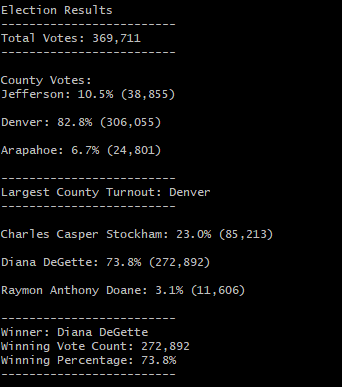 Election Results
-------------------------
Total Votes: 369,711
-------------------------
County Votes:
Jefferson: 10.5% (38,855)
Denver: 82.8% (306,055)
Arapahoe: 6.7% (24,801)
-------------------------
Largest County Turnout: Denver
-------------------------
Charles Casper Stockham: 23.0% (85,213)
Diana DeGette: 73.8% (272,892)
Raymon Anthony Doane: 3.1% (11,606)
-------------------------
Winner: Diana DeGette
Winning Vote Count: 272,892
Winning Percentage: 73.8%
-------------------------